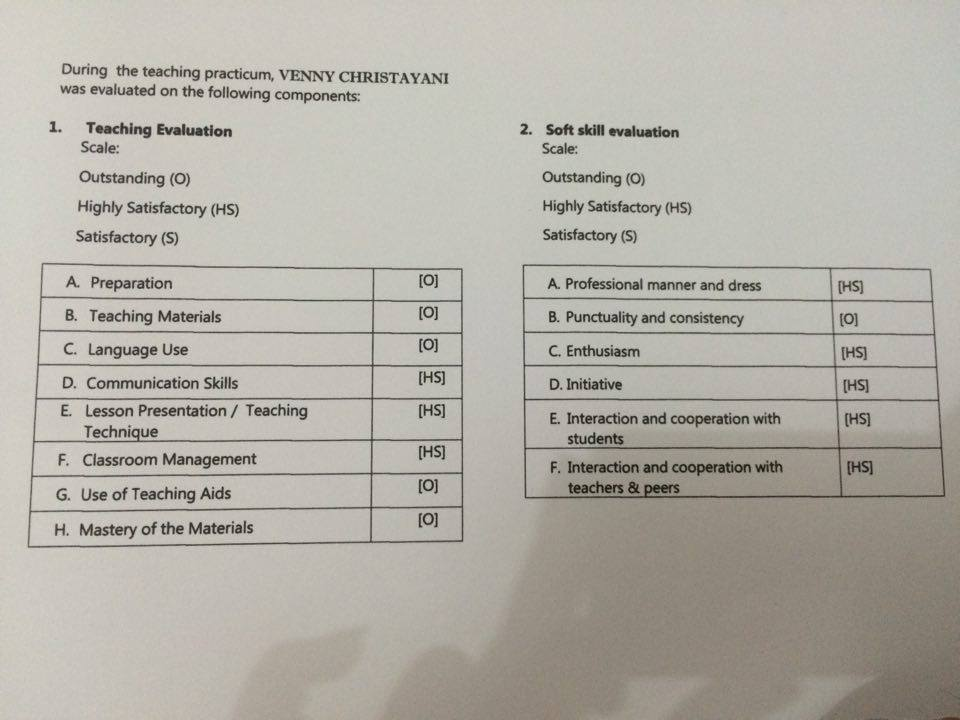 During the teaching practicum, VENNY CHRISTAYANI
was evaluated on the following components:
1. Teaching Evaluation
Scale:
Outstanding (O)
Highly Satisfactory (HS)
Satisfactory (S)
A. Preparation [O]
B. Teaching Materials [O]
C. Language Use [O]
D. Communication Skills [HS]
E. Lesson Presentation / Teaching [HS]
Technique
F. Classroom Management [HS]
G. Use of Teaching Aids [O]
H. Mastery of the Materials [O]
2. Soft skill evaluation
Scale:
Outstanding (O)
Highly Satisfactory (HS)
Satisfactory (S)
A. Professional manner and dress [HS]
B. Punctuality and consistency [O]
C. Enthusiasm [HS]
D. Initiative [HS]
E. Interaction and cooperation with [HS]
students
F. Interaction and cooperation with [HS]
teachers & peers